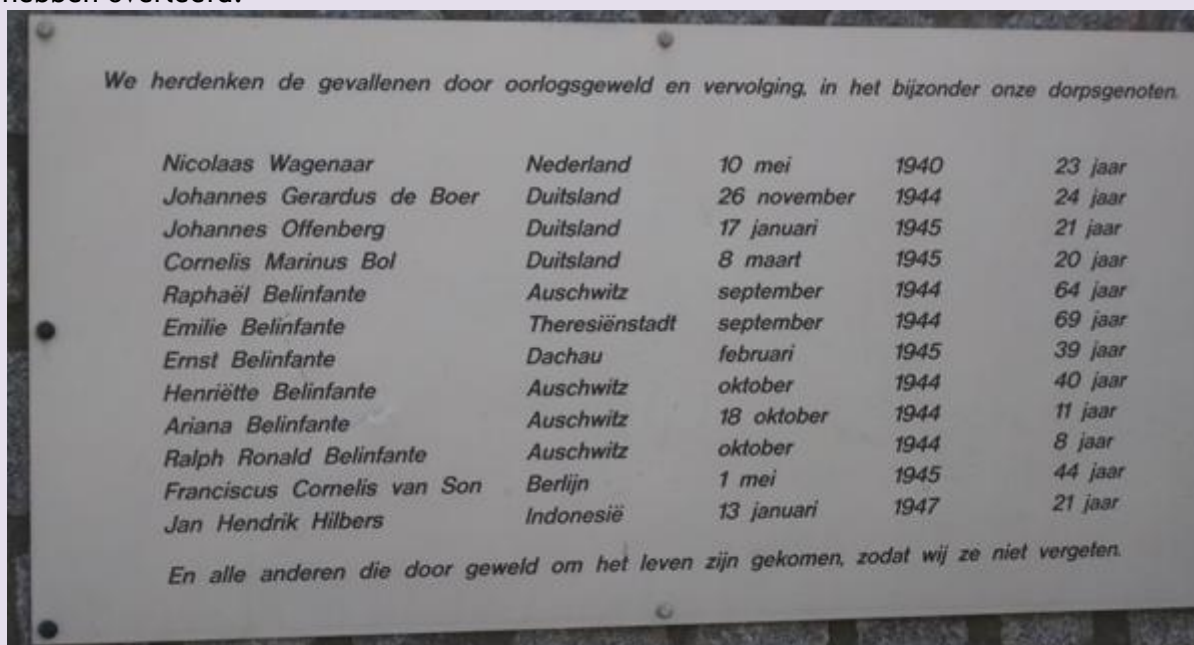 We herdenken de gevallenen door oorlogsgeweld en vervolging, in het bijzonder onze dorpsgenoten.
Nicolaas Wagenaar Nederland 10 mei 1940 23 jaar
Johannes Gerardus de Boer Duitsland 26 november 1944 24 jaar
Johannes Offenberg Duitsland 17 januari 1945 21 jaar
Cornelis Marinus Bol Duitsland 8 maart 1945 20 jaar
Raphaël Belinfante Auschwitz september 1944 64 jaar
Emilie Belinfante Theresiënstadt september 1944 69 jaar
Ernst Belinfante Dachau februari 1945 39 jaar
Henriëtte Belinfante Auschwitz oktober 1944 40 jaar
Ariana Belinfante Auschwitz 18 oktober 1944 11 jaar
Ralph Ronald Belinfante Auschwitz oktober 1944 8 jaar
Franciscus Cornelis van Son Berlijn 1 mei 1945 44 jaar
Jan Hendrik Hilbers Indonesië 13 januari 1947 21 jaar
En alle anderen die door geweld om het leven zijn gekomen, zodat wij ze niet vergeten.